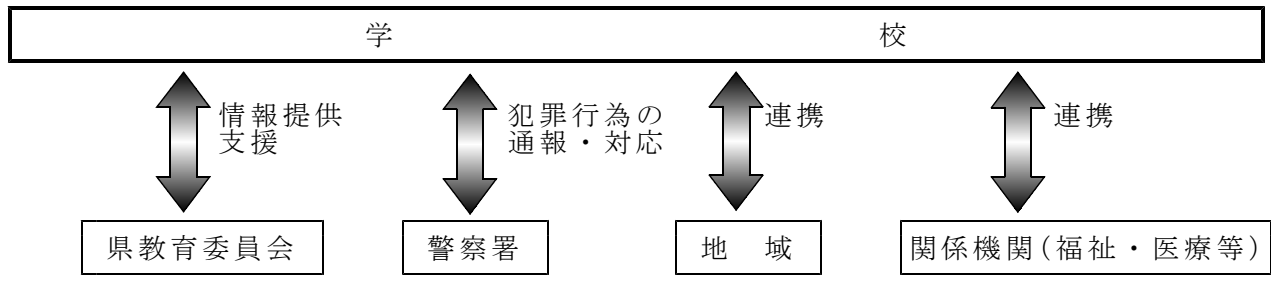 学　校
情報提供
支援
犯罪行為の
通報・対応
連携
連携
県教育委員会
警察署
地　域
関係機関(福祉・医療等)